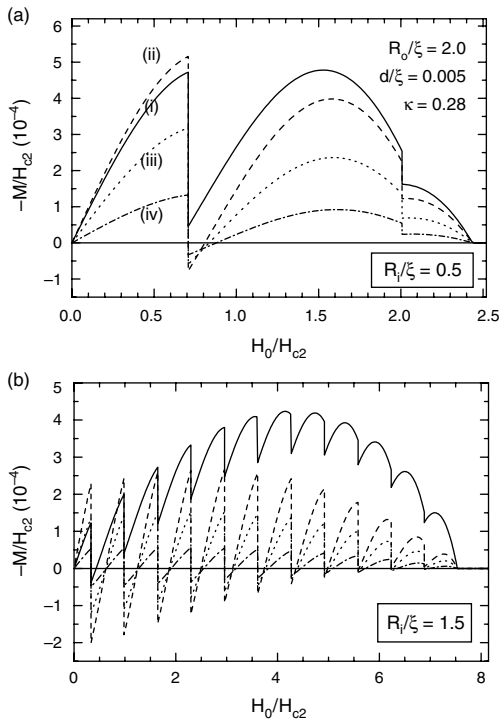 (a)
−M/H_c2 (10⁻⁴)
5
4
3
2
1
0
−1
(ii)
(i)
(iii)
(iv)
R_o/ξ = 2.0
d/ξ = 0.005
κ = 0.28
R_i/ξ = 0.5
0.0 0.5 1.0 1.5 2.0 2.5
H_0/H_c2
(b)
−M/H_c2 (10⁻⁴)
5
4
3
2
1
0
−1
−2
R_i/ξ = 1.5
0 2 4 6 8
H_0/H_c2